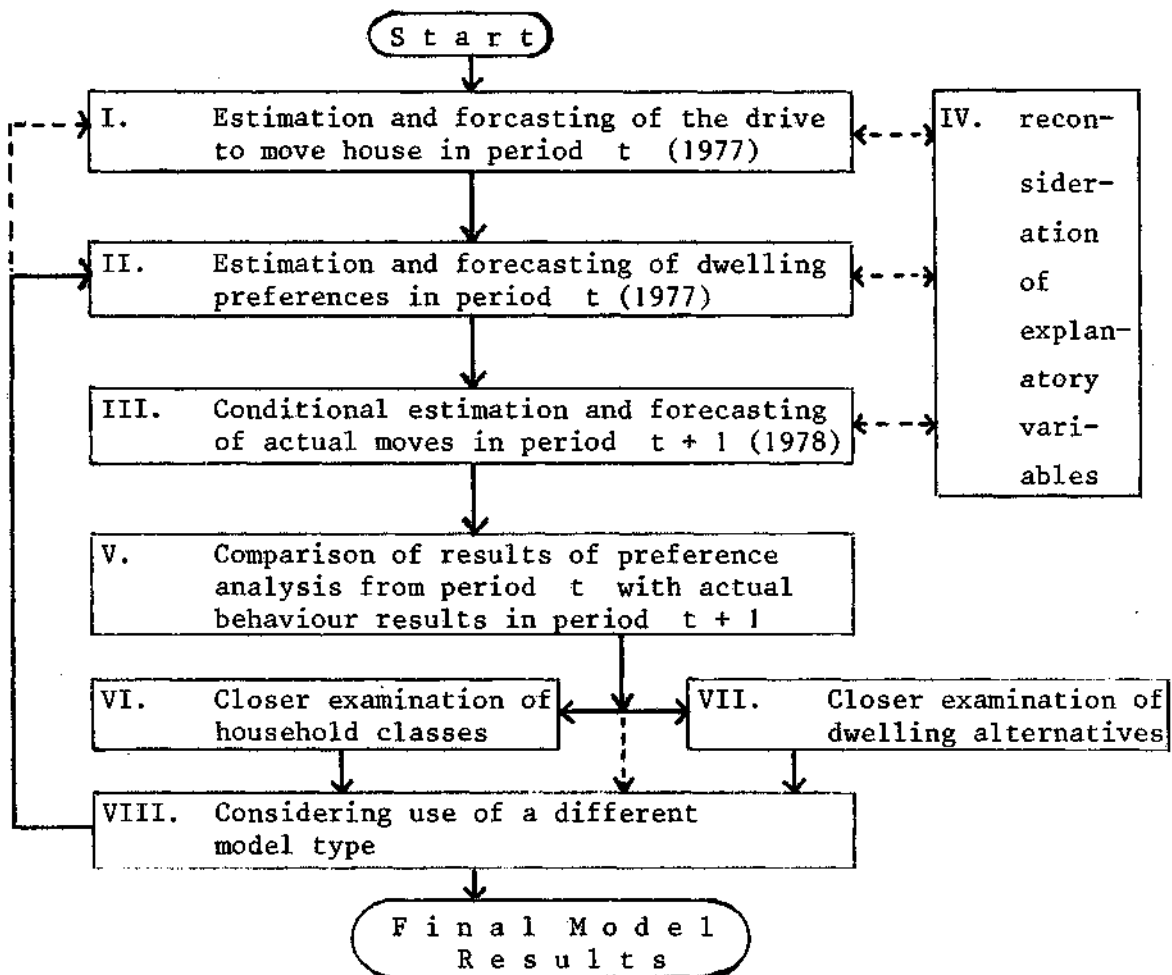 Start
I. Estimation and forcasting of the drive
to move house in period t (1977)
II. Estimation and forecasting of dwelling
preferences in period t (1977)
III. Conditional estimation and forecasting
of actual moves in period t + 1 (1978)
IV. recon-
sider-
ation
of
explan-
atory
vari-
ables
V. Comparison of results of preference
analysis from period t with actual
behaviour results in period t + 1
VI. Closer examination of
household classes
VII. Closer examination of
dwelling alternatives
VIII. Considering use of a different
model type
Final Model
Results